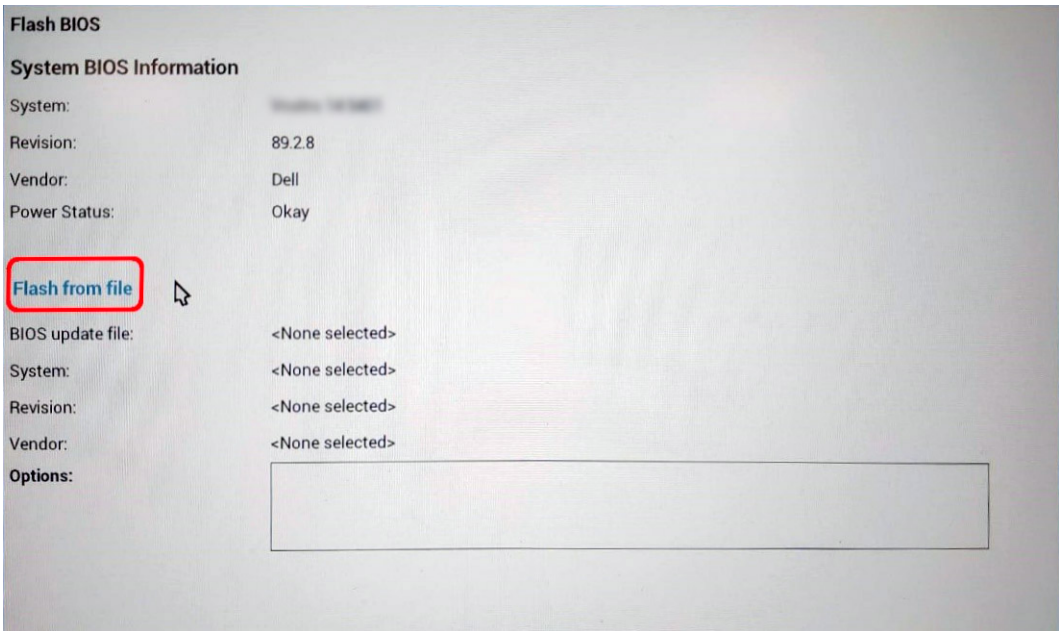 Flash BIOS
System BIOS Information
System:
Revision: 89.2.8
Vendor: Dell
Power Status: Okay
Flash from file
BIOS update file: <None selected>
System: <None selected>
Revision: <None selected>
Vendor: <None selected>
Options: